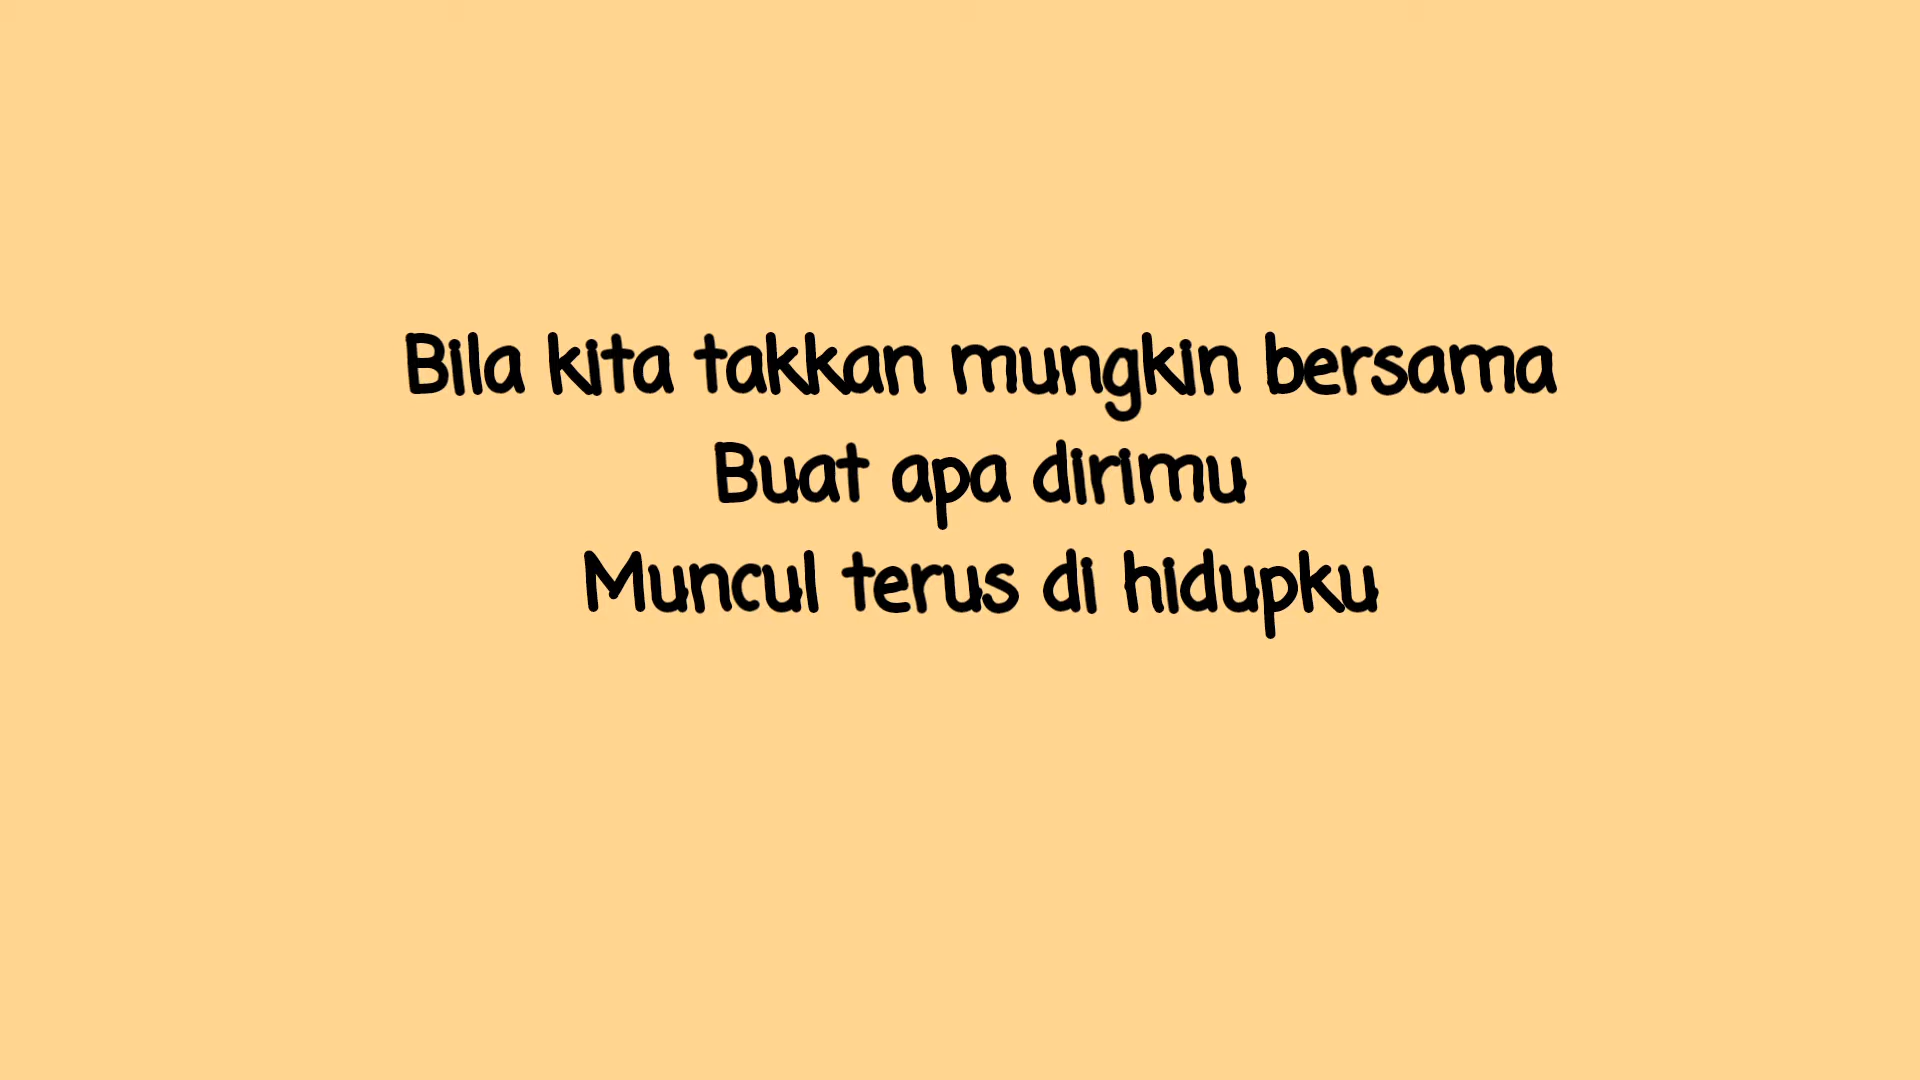 Bila kita takkan mungkin bersama
Buat apa dirimu
Muncul terus di hidupku